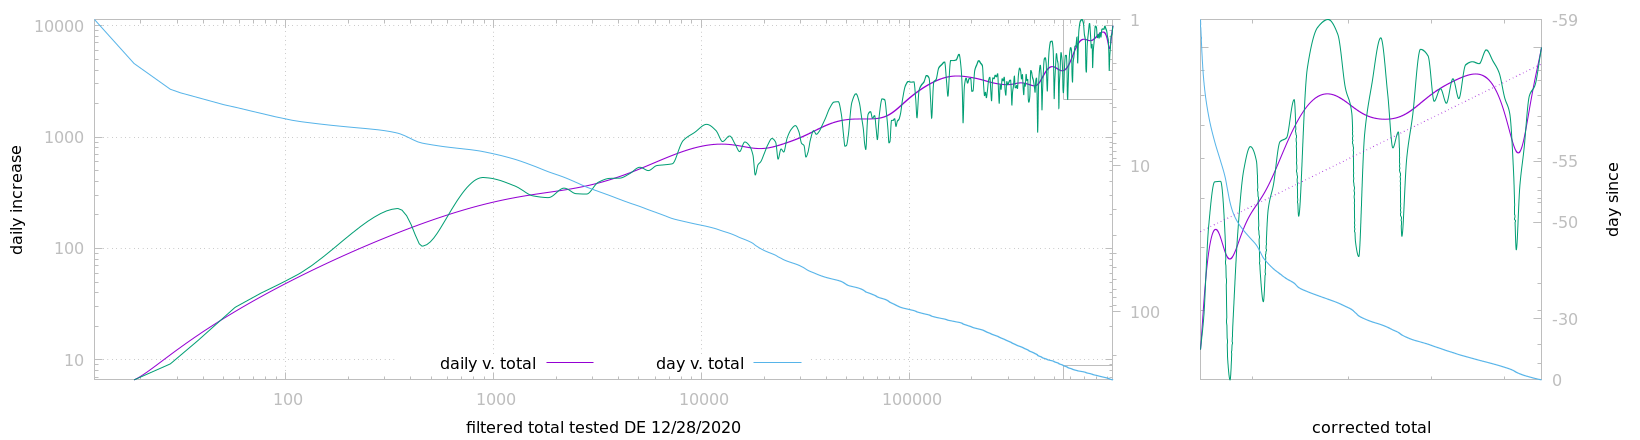 10000
1000
100
10
daily increase
daily v. total
day v. total
100
1000
10000
100000
filtered total tested DE 12/28/2020
1
10
100
-59
-55
-50
-30
0
day since
corrected total